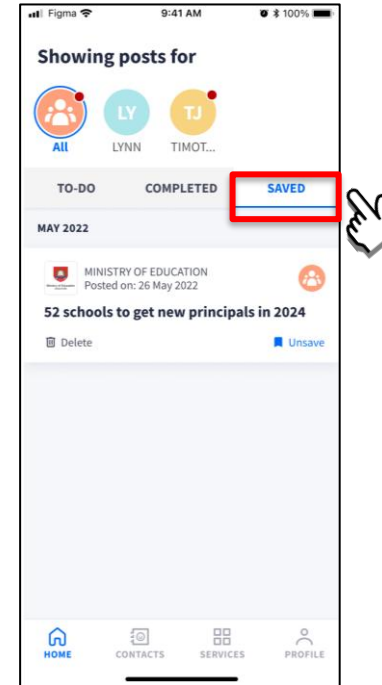 Figma 9:41 AM 100%
Showing posts for
LY TJ
All LYNN TIMOT...
TO-DO COMPLETED SAVED
MAY 2022
MINISTRY OF EDUCATION
Posted on: 26 May 2022
52 schools to get new principals in 2024
Delete Unsave
HOME CONTACTS SERVICES PROFILE